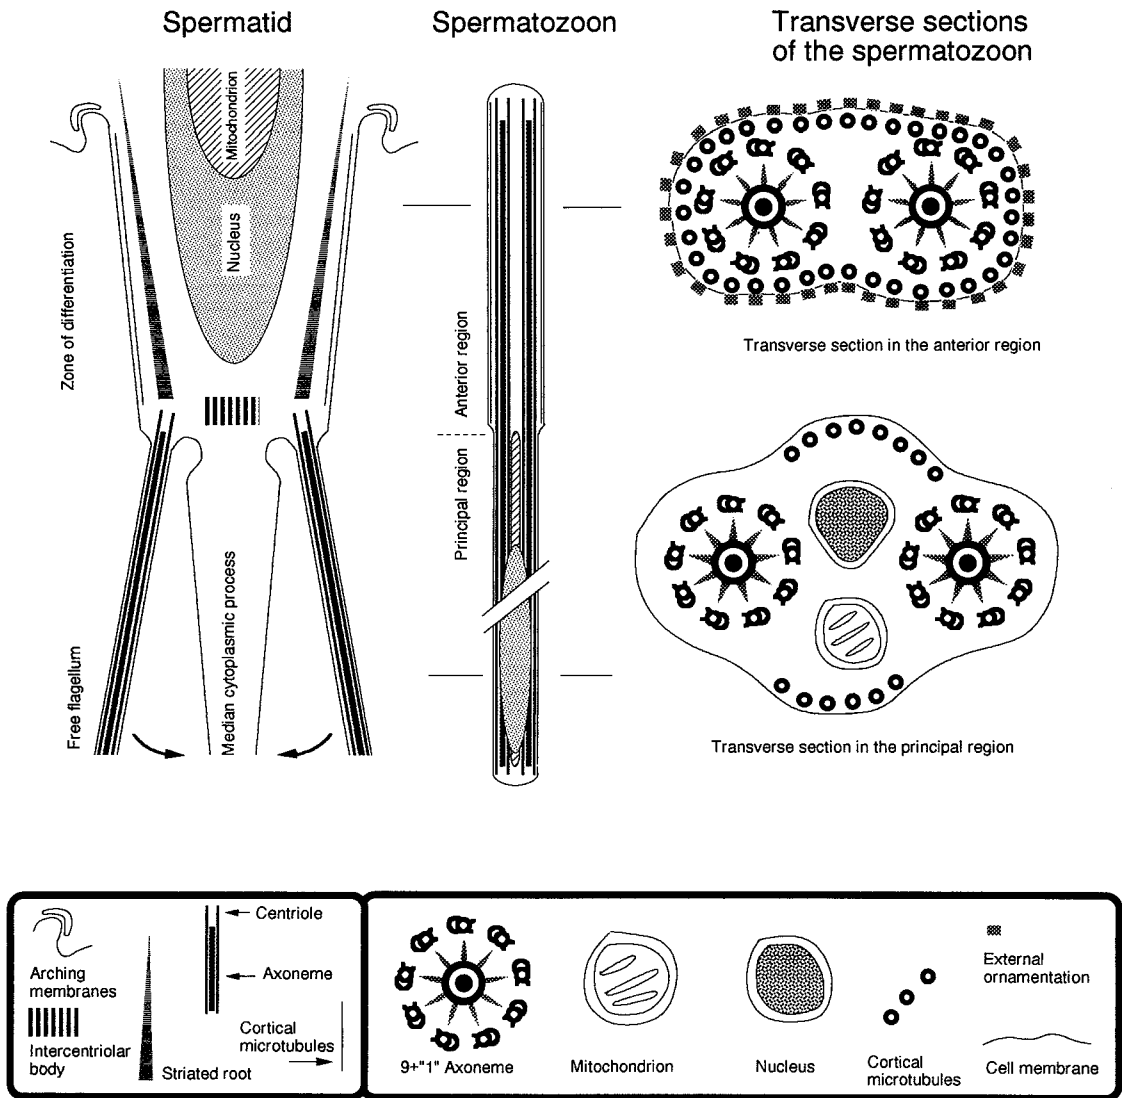 Spermatid
Spermatozoon
Transverse sections
of the spermatozoon
Mitochondrion
Nucleus
Zone of differentiation
Free flagellum
Median cytoplasmic process
Anterior region
Principal region
Transverse section in the anterior region
Transverse section in the principal region
Arching
membranes
Intercentriolar
body
Striated root
Centriole
Axoneme
Cortical
microtubules
9+"1" Axoneme
Mitochondrion
Nucleus
Cortical
microtubules
External
ornamentation
Cell membrane